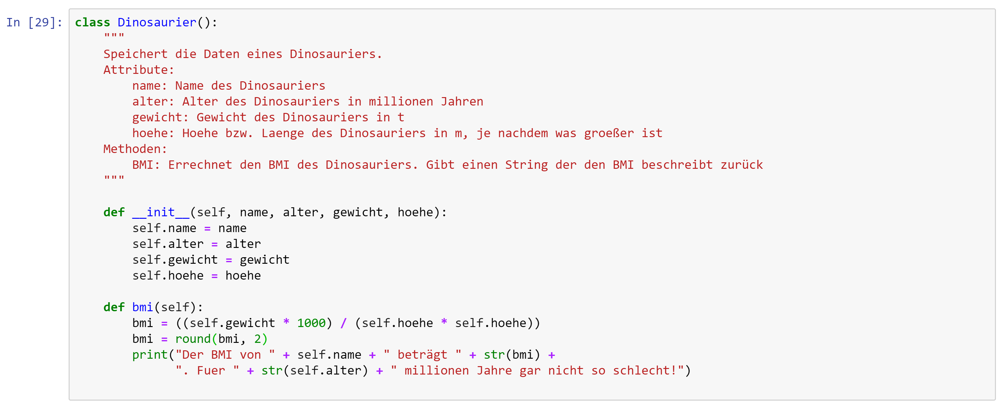 In [29]: class Dinosaurier():
    """
    Speichert die Daten eines Dinosauriers.
    Attribute:
        name: Name des Dinosauriers
        alter: Alter des Dinosauriers in millionen Jahren
        gewicht: Gewicht des Dinosauriers in t
        hoehe: Hoehe bzw. Laenge des Dinosauriers in m, je nachdem was groeßer ist
    Methoden:
        BMI: Errechnet den BMI des Dinosauriers. Gibt einen String der den BMI beschreibt zurück
    """

    def __init__(self, name, alter, gewicht, hoehe):
        self.name = name
        self.alter = alter
        self.gewicht = gewicht
        self.hoehe = hoehe

    def bmi(self):
        bmi = ((self.gewicht * 1000) / (self.hoehe * self.hoehe))
        bmi = round(bmi, 2)
        print("Der BMI von " + self.name + " beträgt " + str(bmi) +
              ". Fuer " + str(self.alter) + " millionen Jahre gar nicht so schlecht!")